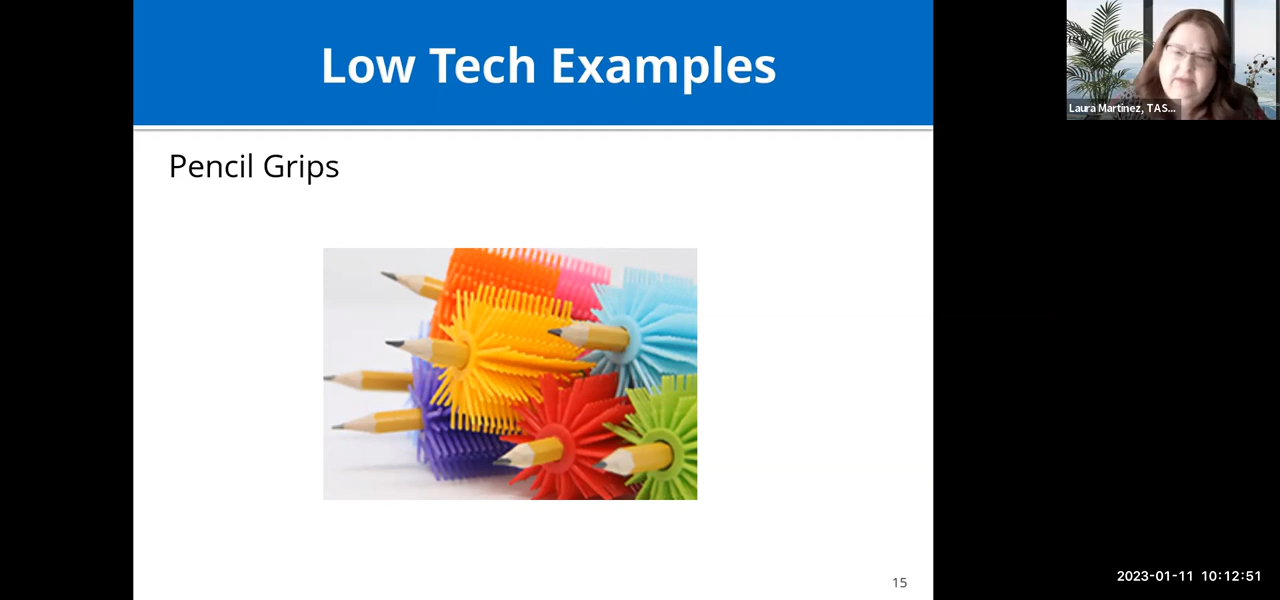 Low Tech Examples
Pencil Grips
Laura Martinez, TAS...
15
2023-01-11 10:12:51